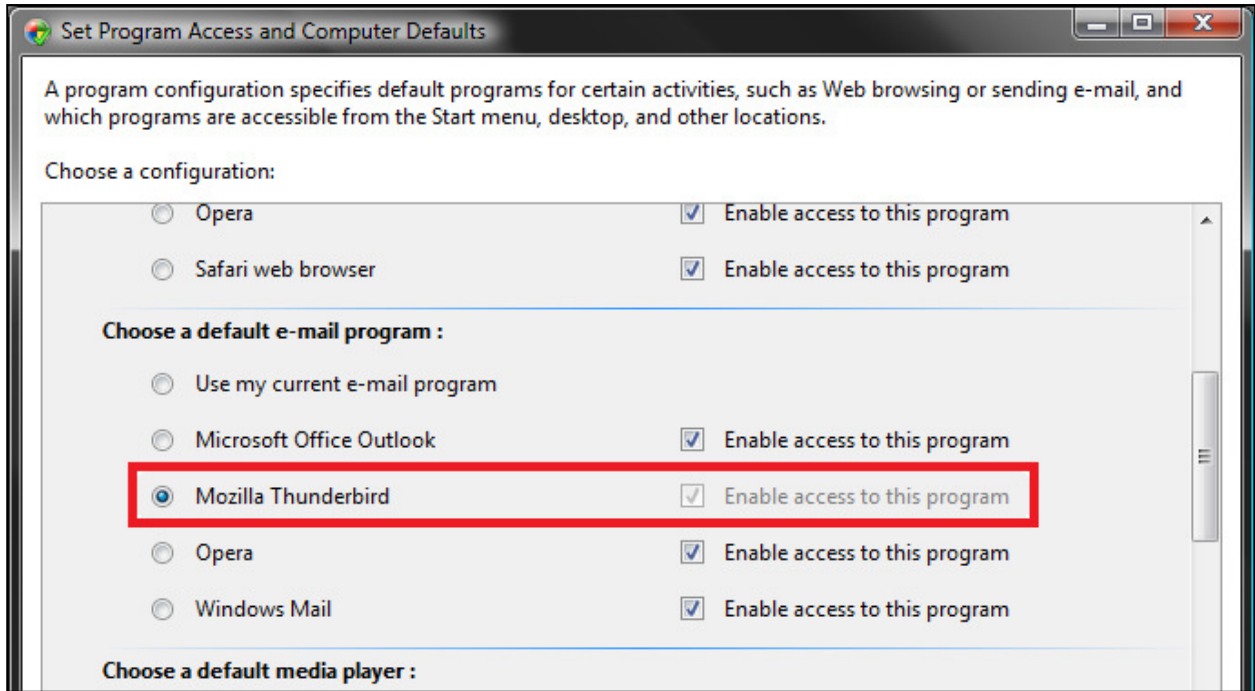 Set Program Access and Computer Defaults
A program configuration specifies default programs for certain activities, such as Web browsing or sending e-mail, and
which programs are accessible from the Start menu, desktop, and other locations.
Choose a configuration:
Opera Enable access to this program
Safari web browser Enable access to this program
Choose a default e-mail program :
Use my current e-mail program
Microsoft Office Outlook Enable access to this program
Mozilla Thunderbird Enable access to this program
Opera Enable access to this program
Windows Mail Enable access to this program
Choose a default media player :